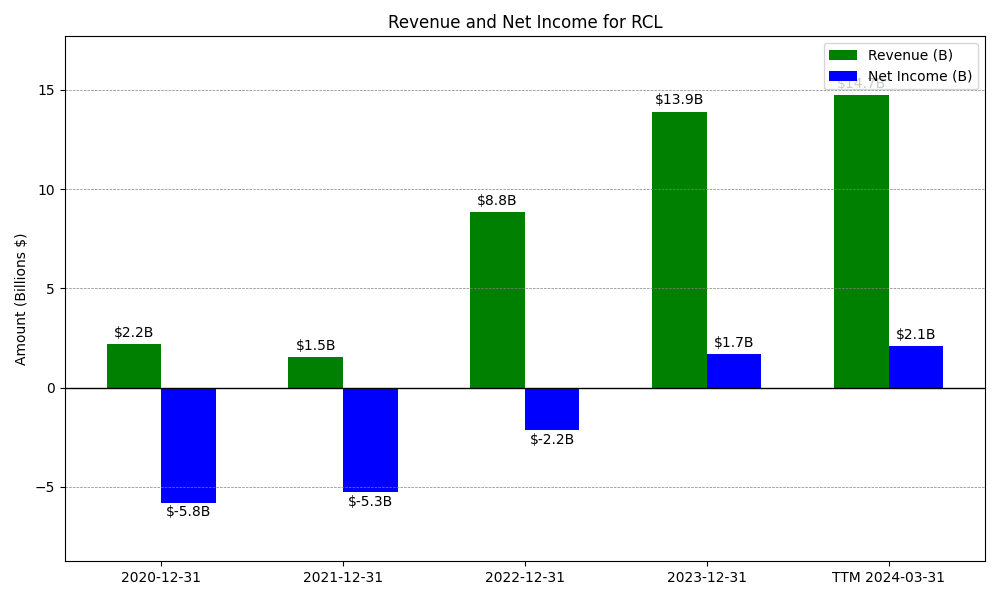 Revenue and Net Income for RCL
Revenue (B)
Net Income (B)
Amount (Billions $)
15
10
5
0
−5
$2.2B
$1.5B
$8.8B
$13.9B
$14.7B
$-5.8B
$-5.3B
$-2.2B
$1.7B
$2.1B
2020-12-31
2021-12-31
2022-12-31
2023-12-31
TTM 2024-03-31